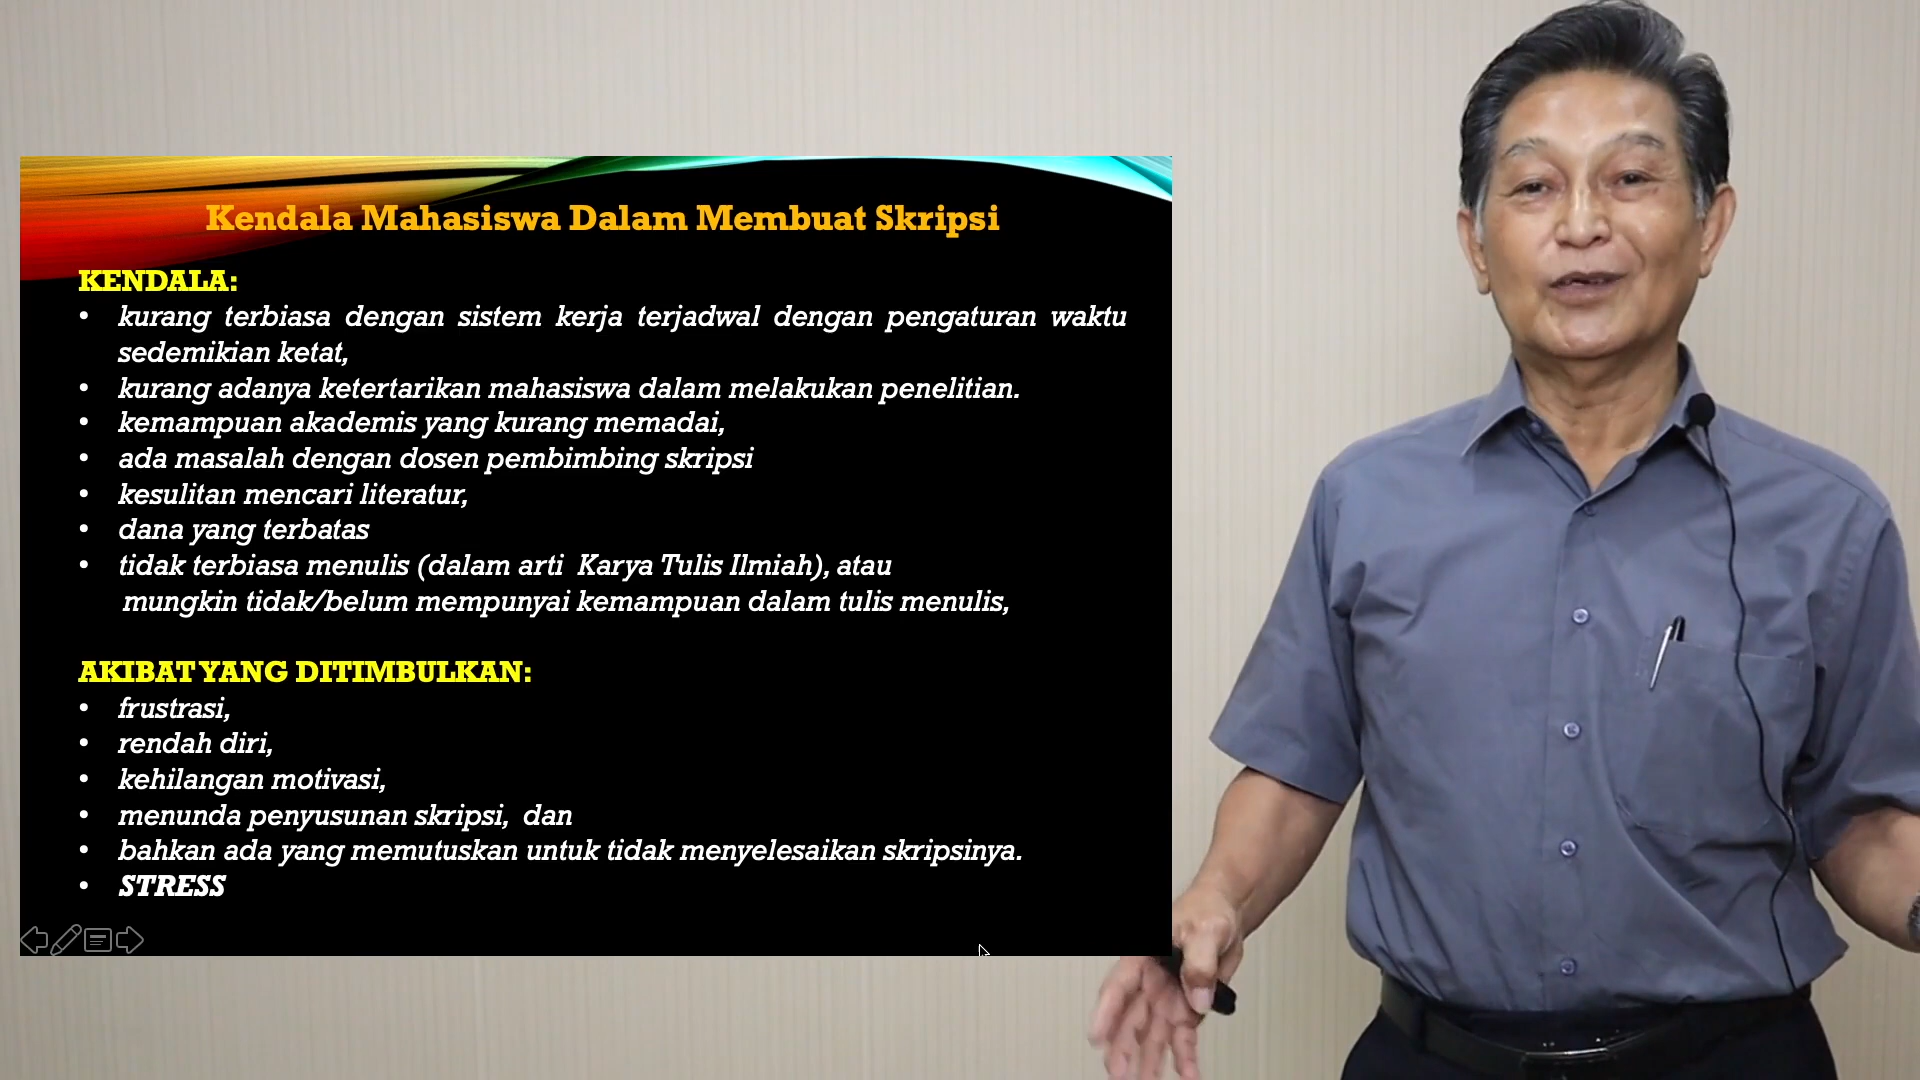 Kendala Mahasiswa Dalam Membuat Skripsi
KENDALA:
• kurang terbiasa dengan sistem kerja terjadwal dengan pengaturan waktu
sedemikian ketat,
• kurang adanya ketertarikan mahasiswa dalam melakukan penelitian.
• kemampuan akademis yang kurang memadai,
• ada masalah dengan dosen pembimbing skripsi
• kesulitan mencari literatur,
• dana yang terbatas
• tidak terbiasa menulis (dalam arti  Karya Tulis Ilmiah), atau
mungkin tidak/belum mempunyai kemampuan dalam tulis menulis,
AKIBAT YANG DITIMBULKAN:
• frustrasi,
• rendah diri,
• kehilangan motivasi,
• menunda penyusunan skripsi,  dan
• bahkan ada yang memutuskan untuk tidak menyelesaikan skripsinya.
• STRESS